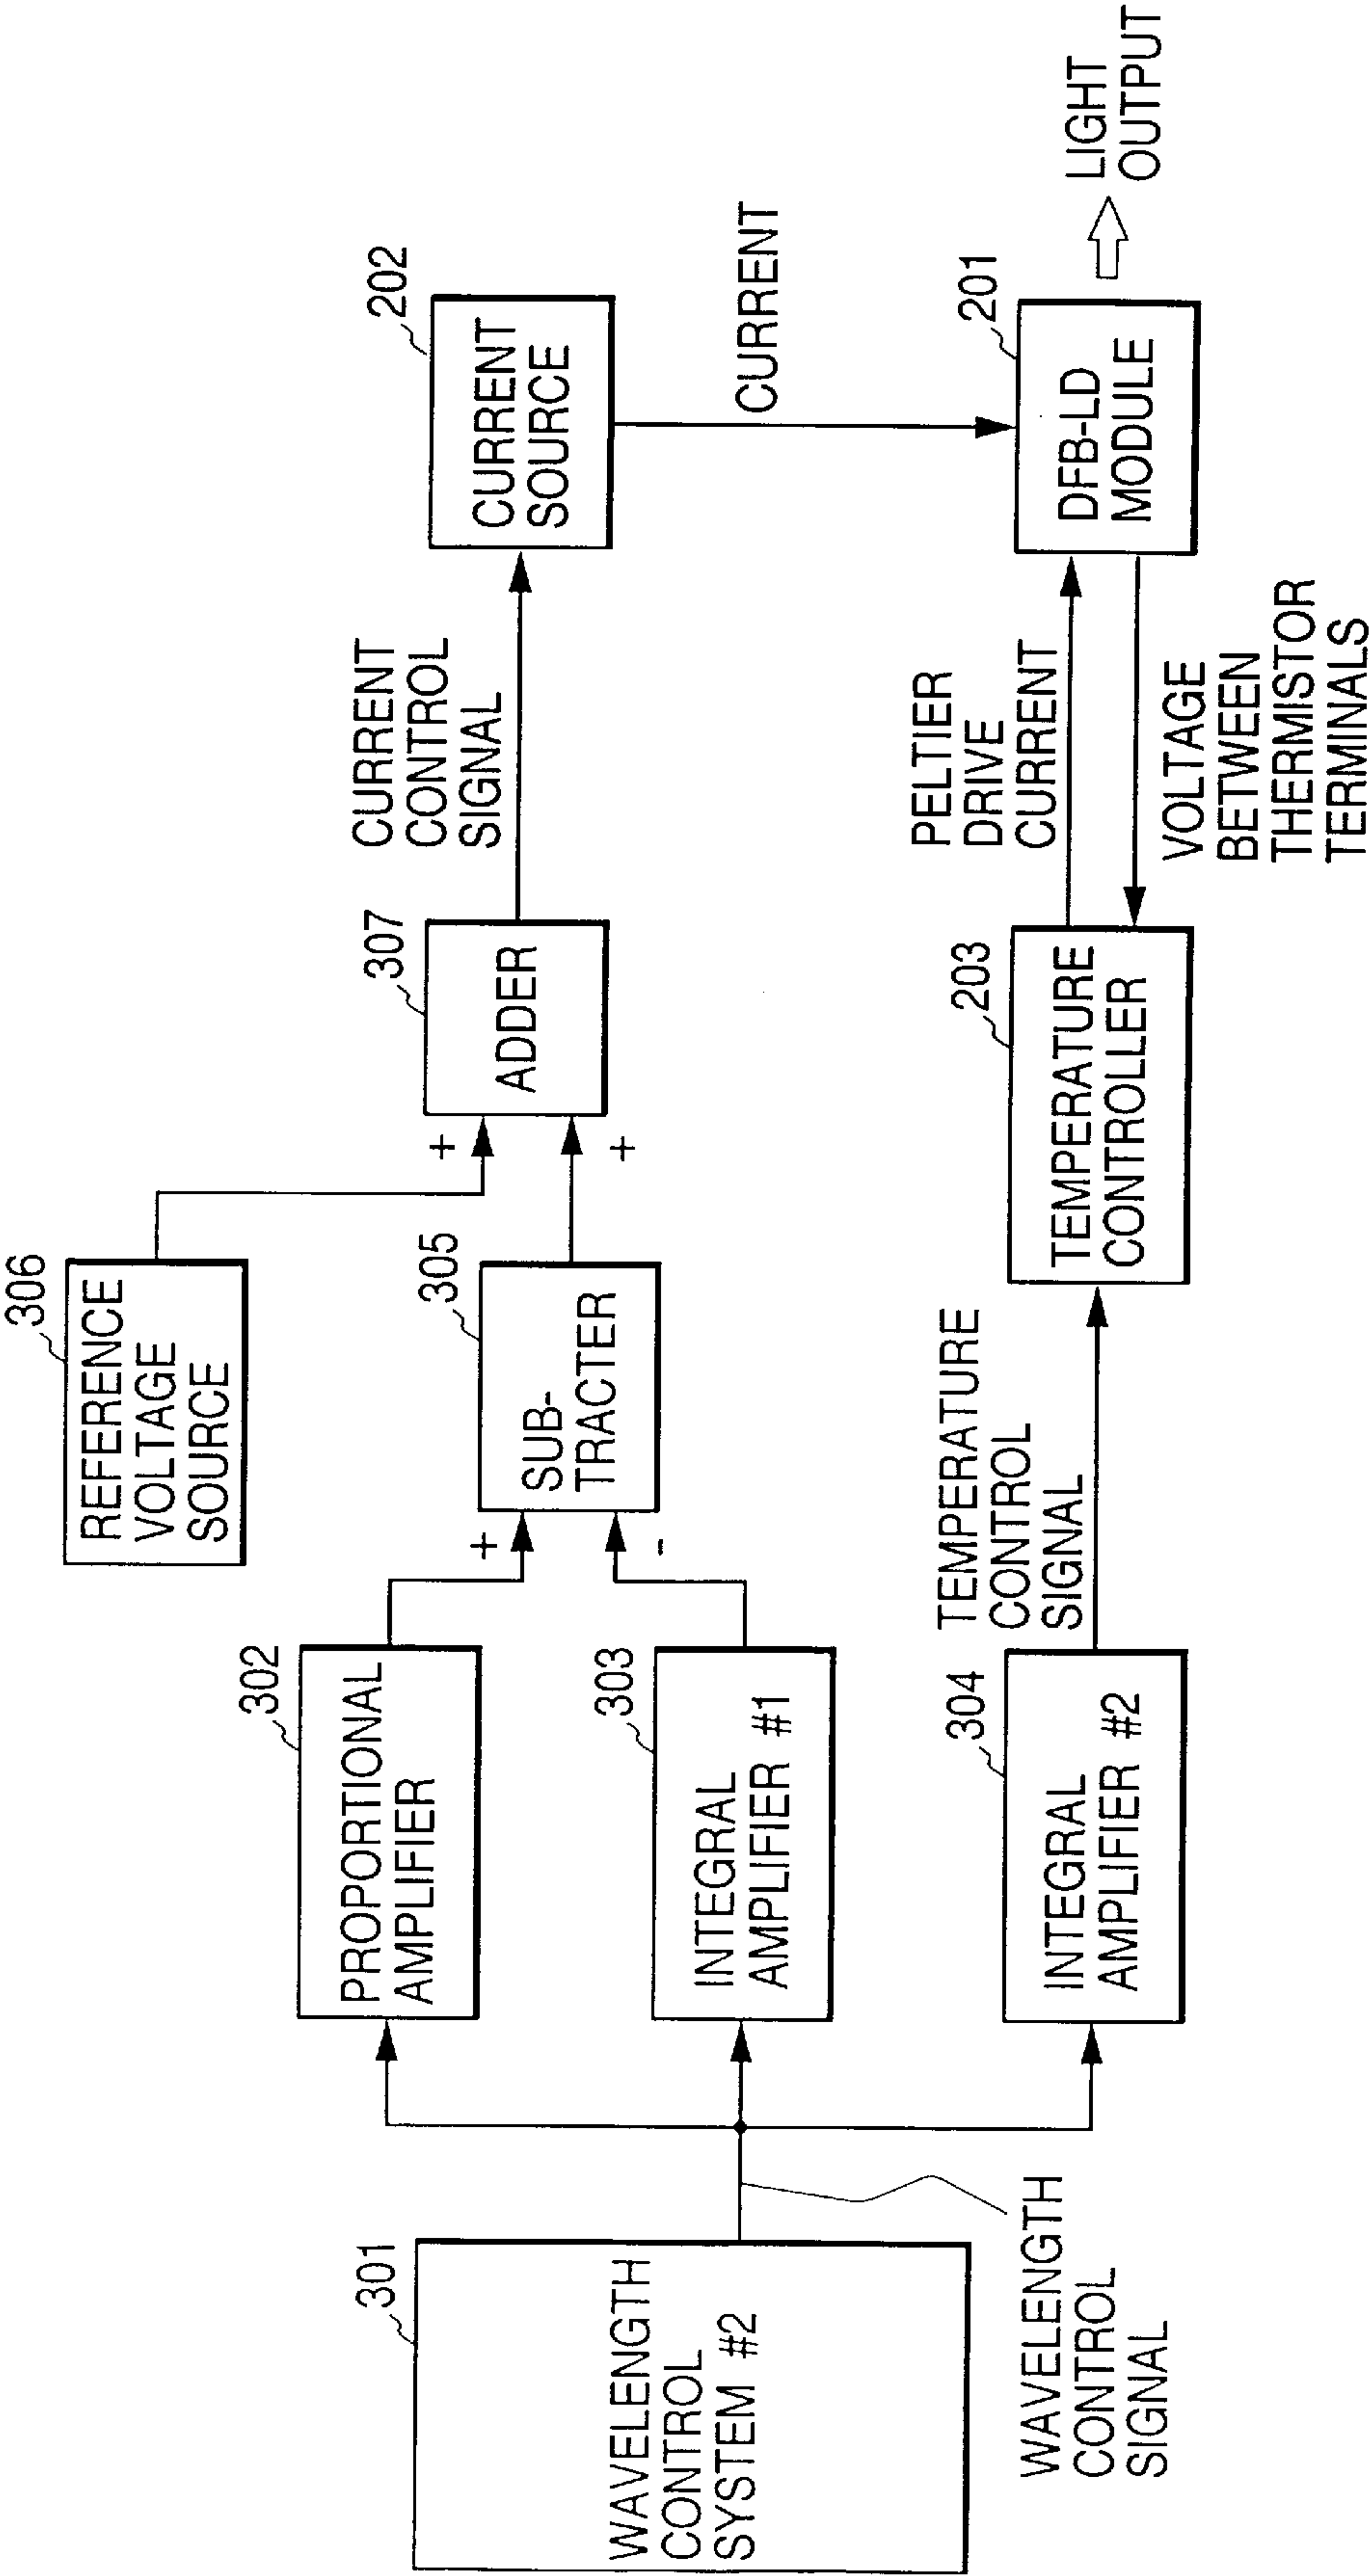 301
WAVELENGTH
CONTROL
SYSTEM #2
WAVELENGTH
CONTROL
SIGNAL
302
PROPORTIONAL
AMPLIFIER
303
INTEGRAL
AMPLIFIER #1
304
INTEGRAL
AMPLIFIER #2
306
REFERENCE
VOLTAGE
SOURCE
+
-
305
SUB-
TRACTER
TEMPERATURE
CONTROL
SIGNAL
+
+
307
ADDER
203
TEMPERATURE
CONTROLLER
CURRENT
CONTROL
SIGNAL
PELTIER
DRIVE
CURRENT
VOLTAGE
BETWEEN
THERMISTOR
TERMINALS
202
CURRENT
SOURCE
CURRENT
201
DFB-LD
MODULE
LIGHT
OUTPUT